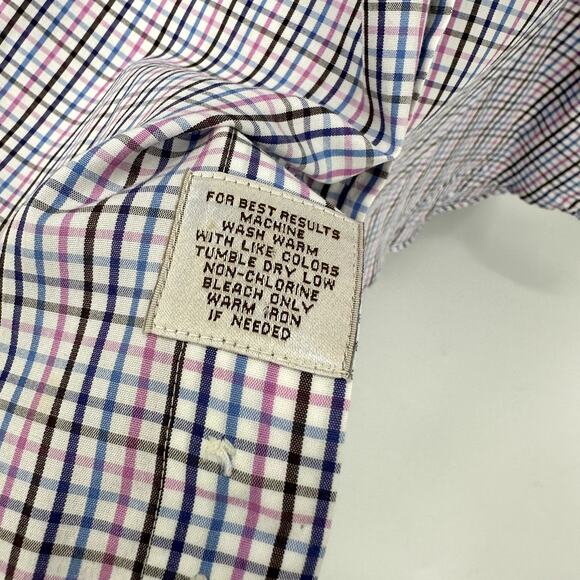 FOR BEST RESULTS
MACHINE
WASH WARM
WITH LIKE COLORS
TUMBLE DRY LOW
NON-CHLORINE
BLEACH ONLY
WARM IRON
IF NEEDED